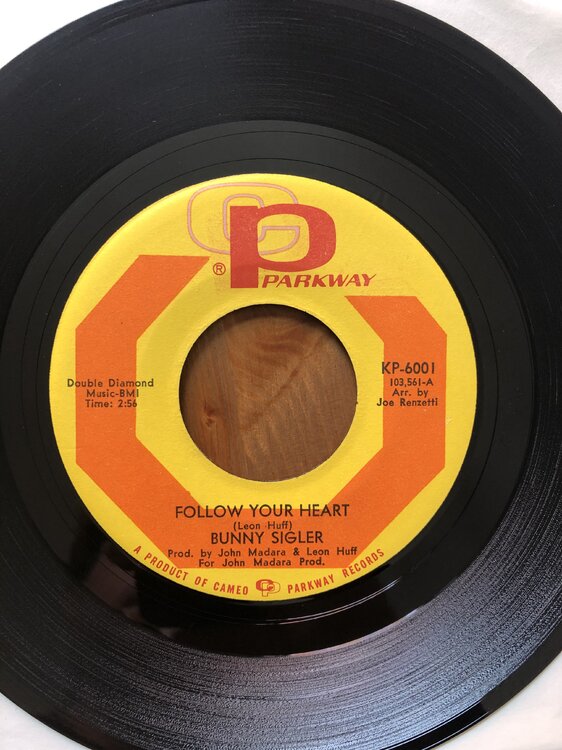 CP
® PARKWAY
Double Diamond
Music-BMI
Time: 2:56
KP-6001
103,561-A
Arr. by
Joe Renzetti
FOLLOW YOUR HEART
(Leon Huff)
BUNNY SIGLER
Prod. by John Madara & Leon Huff
For John Madara Prod.
A PRODUCT OF CAMEO CP PARKWAY RECORDS